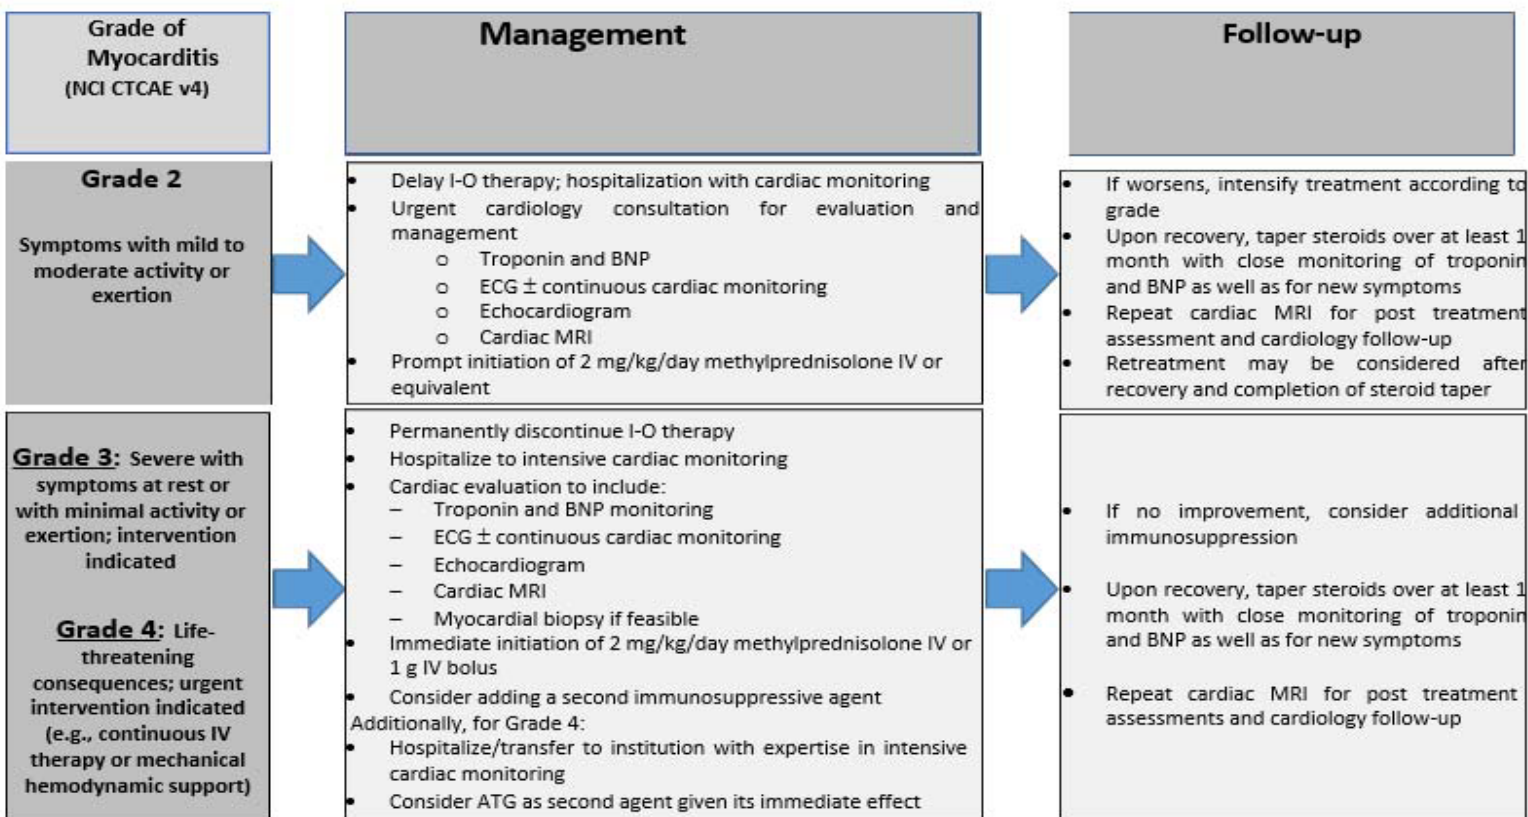 Grade of
Myocarditis
(NCI CTCAE v4)
Management
Follow-up
Grade 2
Symptoms with mild to
moderate activity or
exertion
• Delay I-O therapy; hospitalization with cardiac monitoring
• Urgent cardiology consultation for evaluation and
management
o Troponin and BNP
o ECG ± continuous cardiac monitoring
o Echocardiogram
o Cardiac MRI
• Prompt initiation of 2 mg/kg/day methylprednisolone IV or
equivalent
• If worsens, intensify treatment according to
grade
• Upon recovery, taper steroids over at least 1
month with close monitoring of troponin
and BNP as well as for new symptoms
• Repeat cardiac MRI for post treatment
assessment and cardiology follow-up
• Retreatment may be considered after
recovery and completion of steroid taper
Grade 3: Severe with
symptoms at rest or
with minimal activity or
exertion; intervention
indicated
Grade 4: Life-
threatening
consequences; urgent
intervention indicated
(e.g., continuous IV
therapy or mechanical
hemodynamic support)
• Permanently discontinue I-O therapy
• Hospitalize to intensive cardiac monitoring
• Cardiac evaluation to include:
– Troponin and BNP monitoring
– ECG ± continuous cardiac monitoring
– Echocardiogram
– Cardiac MRI
– Myocardial biopsy if feasible
• Immediate initiation of 2 mg/kg/day methylprednisolone IV or
1 g IV bolus
• Consider adding a second immunosuppressive agent
Additionally, for Grade 4:
• Hospitalize/transfer to institution with expertise in intensive
cardiac monitoring
• Consider ATG as second agent given its immediate effect
• If no improvement, consider additional
immunosuppression
• Upon recovery, taper steroids over at least 1
month with close monitoring of troponin
and BNP as well as for new symptoms
• Repeat cardiac MRI for post treatment
assessments and cardiology follow-up